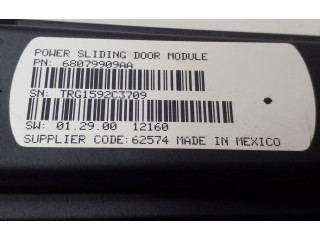 POWER SLIDING DOOR MODULE
PN: 68079909AA
SN: TRG1592C3709
SW: 01.29.00 12160
SUPPLIER CODE:62574 MADE IN MEXICO